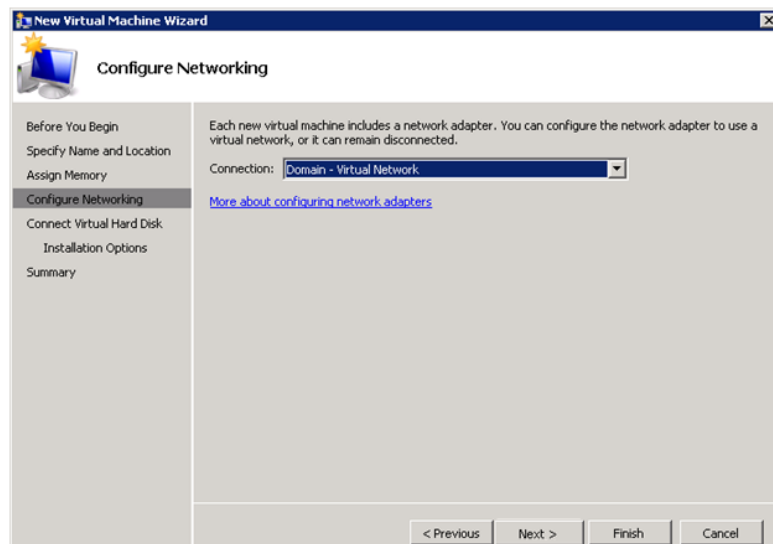 New Virtual Machine Wizard
Configure Networking
Before You Begin
Specify Name and Location
Assign Memory
Configure Networking
Connect Virtual Hard Disk
Installation Options
Summary
Each new virtual machine includes a network adapter. You can configure the network adapter to use a
virtual network, or it can remain disconnected.
Connection: Domain - Virtual Network
More about configuring network adapters
< Previous
Next >
Finish
Cancel